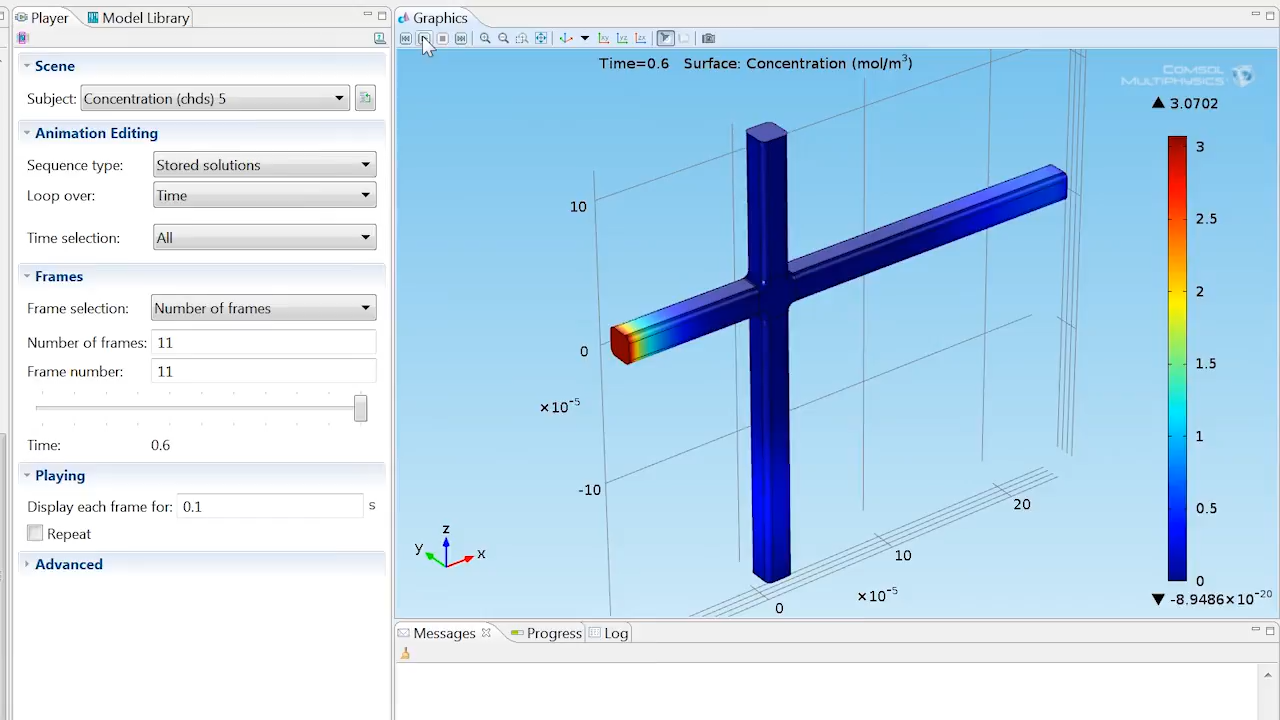 Player
Model Library
Scene
Subject: Concentration (chds) 5
Animation Editing
Sequence type: Stored solutions
Loop over: Time
Time selection: All
Frames
Frame selection: Number of frames
Number of frames: 11
Frame number: 11
Time: 0.6
Playing
Display each frame for: 0.1 s
Repeat
Advanced
Graphics
Time=0.6 Surface: Concentration (mol/m³)
COMSOL
MULTIPHYSICS
▲ 3.0702
3
2.5
2
1.5
1
0.5
0
▼ -8.9486×10⁻²⁰
10
0
×10⁻⁵
-10
20
10
×10⁻⁵
0
z
y
x
Messages
Progress
Log